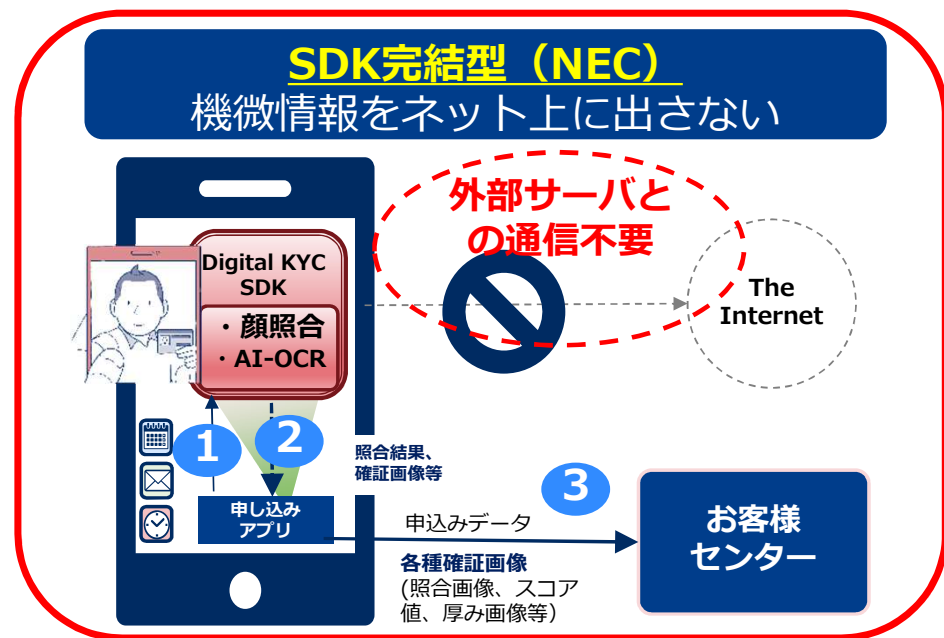 SDK完結型（NEC）
機微情報をネット上に出さない
外部サーバと
の通信不要
Digital KYC
SDK
・顔照合
・AI-OCR
The
Internet
1
2
照合結果、
確証画像等
3
申し込み
アプリ
申込みデータ
お客様
センター
各種確証画像
(照合画像、スコア
値、厚み画像等）